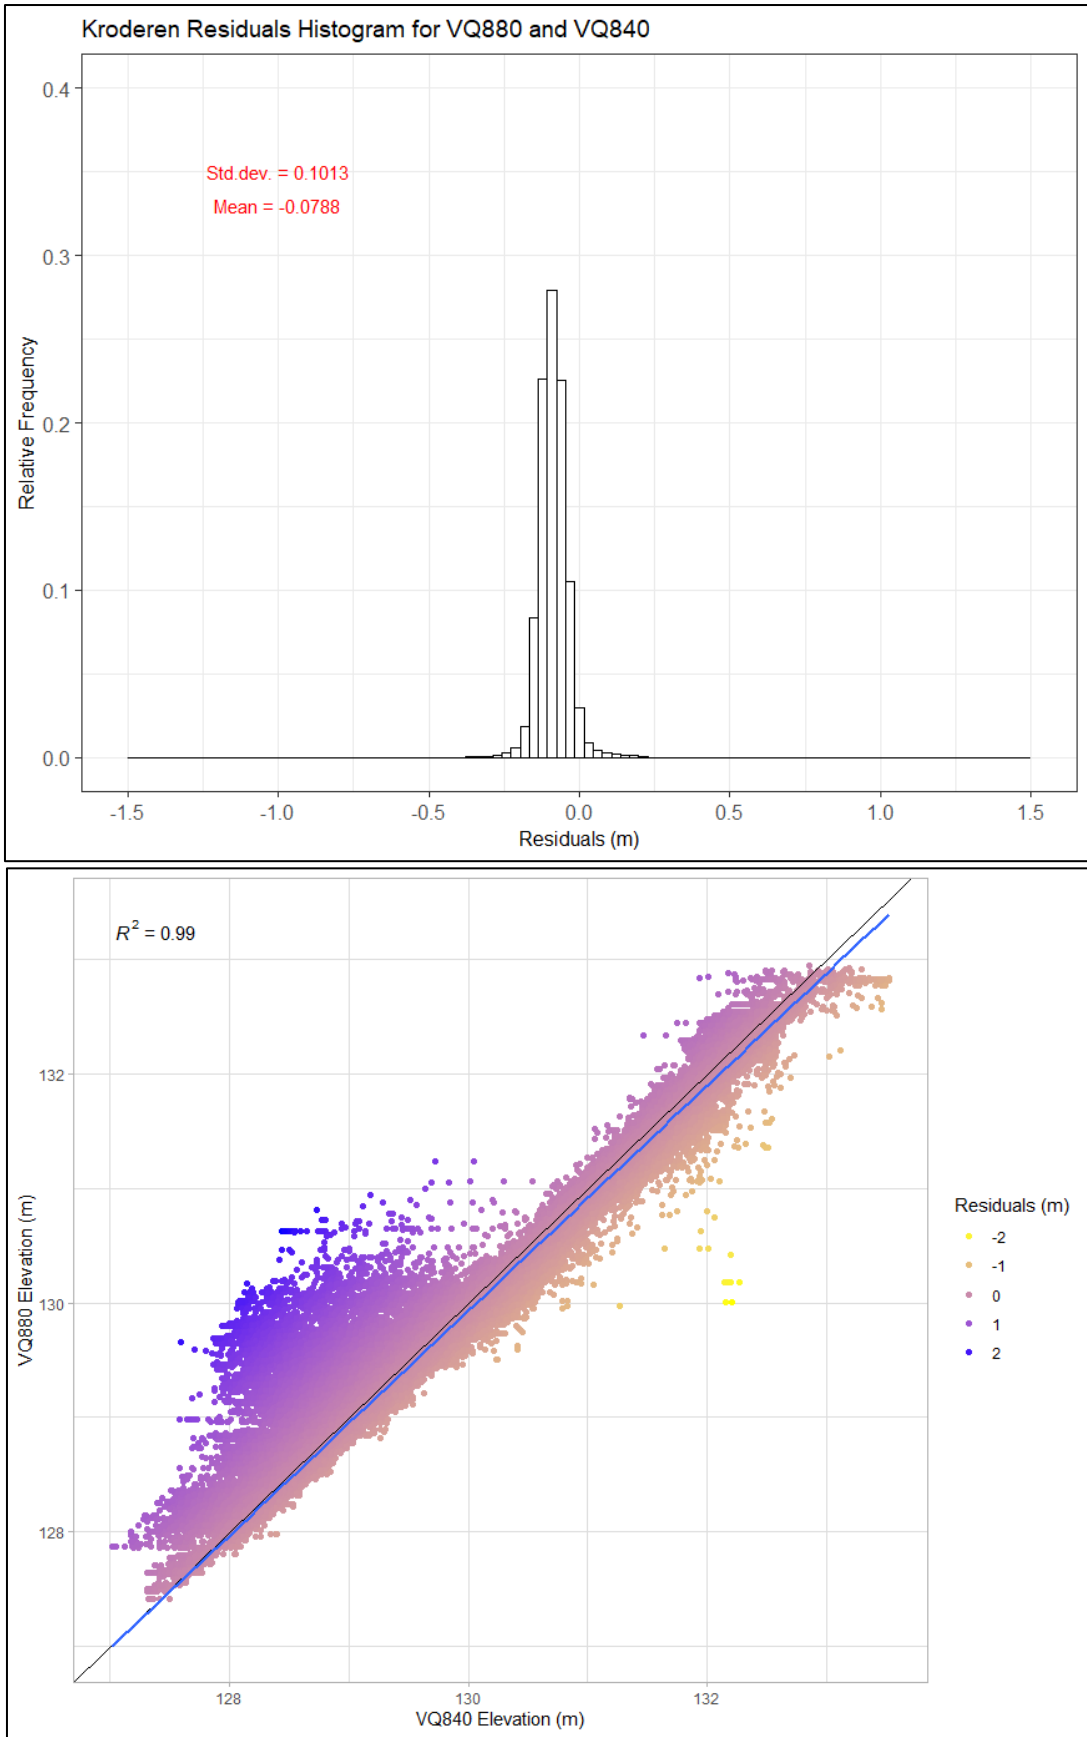 Kroderen Residuals Histogram for VQ880 and VQ840
0.4
Std.dev. = 0.1013
Mean = -0.0788
0.3
Relative Frequency
0.2
0.1
0.0
-1.5 -1.0 -0.5 0.0 0.5 1.0 1.5
Residuals (m)
R² = 0.99
132
VQ880 Elevation (m)
130
128
128 130 132
VQ840 Elevation (m)
Residuals (m)
-2
-1
0
1
2